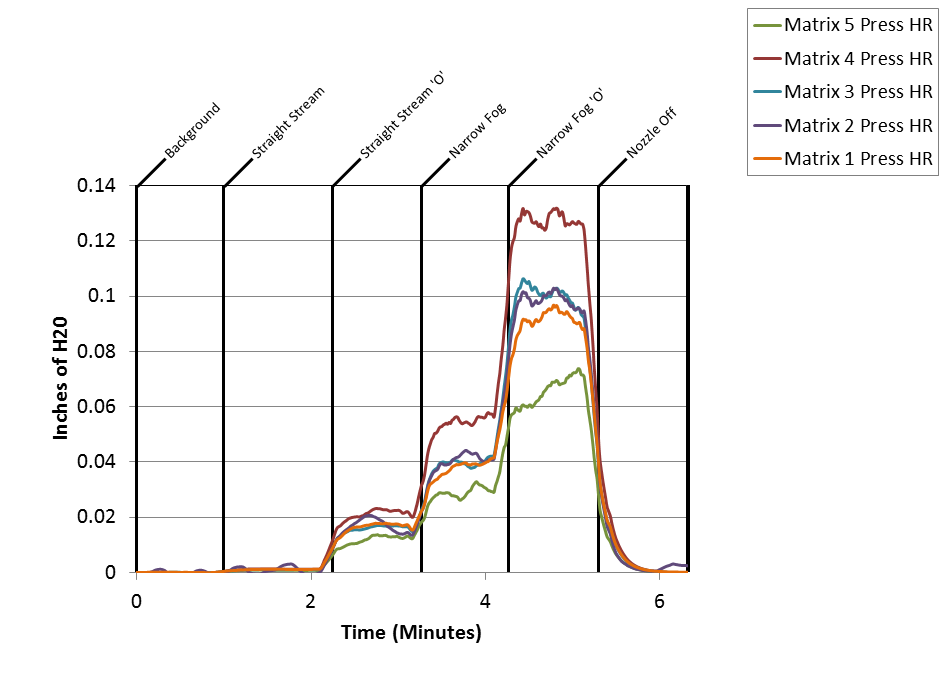 Matrix 5 Press HR
Matrix 4 Press HR
Matrix 3 Press HR
Matrix 2 Press HR
Matrix 1 Press HR
Background
Straight Stream
Straight Stream 'O'
Narrow Fog
Narrow Fog 'O'
Nozzle Off
0.14
0.12
0.1
0.08
0.06
0.04
0.02
0
Inches of H20
0 2 4 6
Time (Minutes)